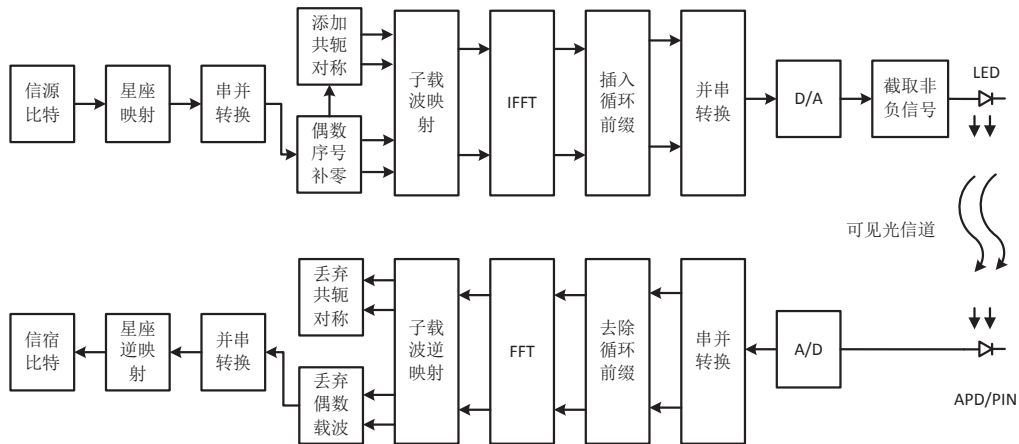 信源
比特
星座
映射
串并
转换
添加
共轭
对称
偶数
序号
补零
子载
波映
射
IFFT
插入
循环
前缀
并串
转换
D/A
截取非
负信号
LED
可见光信道
信宿
比特
星座
逆映
射
并串
转换
丢弃
共轭
对称
丢弃
偶数
载波
子载
波逆
映射
FFT
去除
循环
前缀
串并
转换
A/D
APD/PIN